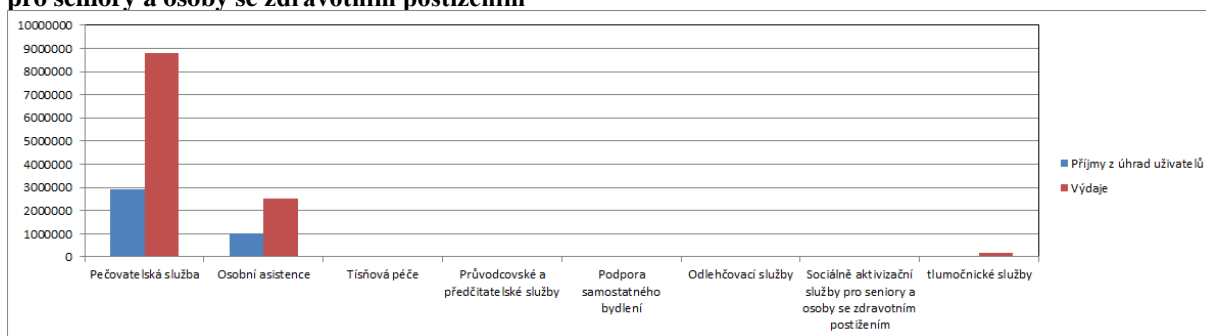 pro seniory a osoby se zdravotním postižením
10000000
9000000
8000000
7000000
6000000
5000000
4000000
3000000
2000000
1000000
0
Pečovatelská služba
Osobní asistence
Tísňová péče
Průvodcovské a
předčitatelské služby
Podpora
samostatného
bydlení
Odlehčovací služby
Sociálně aktivizační
služby pro seniory a
osoby se zdravotním
postižením
tlumočnické služby
Příjmy z úhrad uživatelů
Výdaje